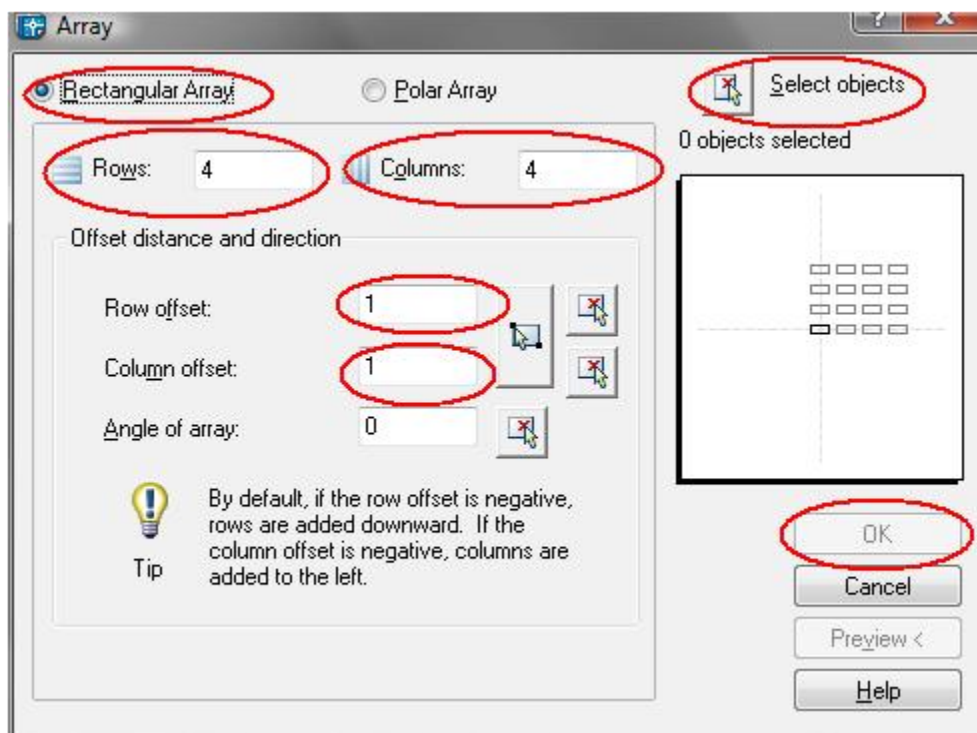 Array
?
X
Rectangular Array
Polar Array
Select objects
0 objects selected
Rows: 4
Columns: 4
Offset distance and direction
Row offset: 1
Column offset: 1
Angle of array: 0
Tip
By default, if the row offset is negative,
rows are added downward. If the
column offset is negative, columns are
added to the left.
OK
Cancel
Preview <
Help